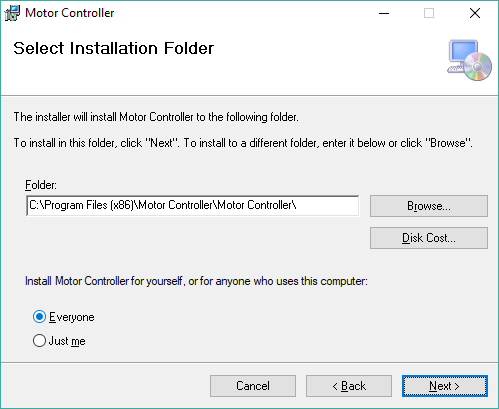 Motor Controller
Select Installation Folder
The installer will install Motor Controller to the following folder.
To install in this folder, click "Next". To install to a different folder, enter it below or click "Browse".
Folder:
C:\Program Files (x86)\Motor Controller\Motor Controller\
Browse...
Disk Cost...
Install Motor Controller for yourself, or for anyone who uses this computer:
Everyone
Just me
Cancel
< Back
Next >